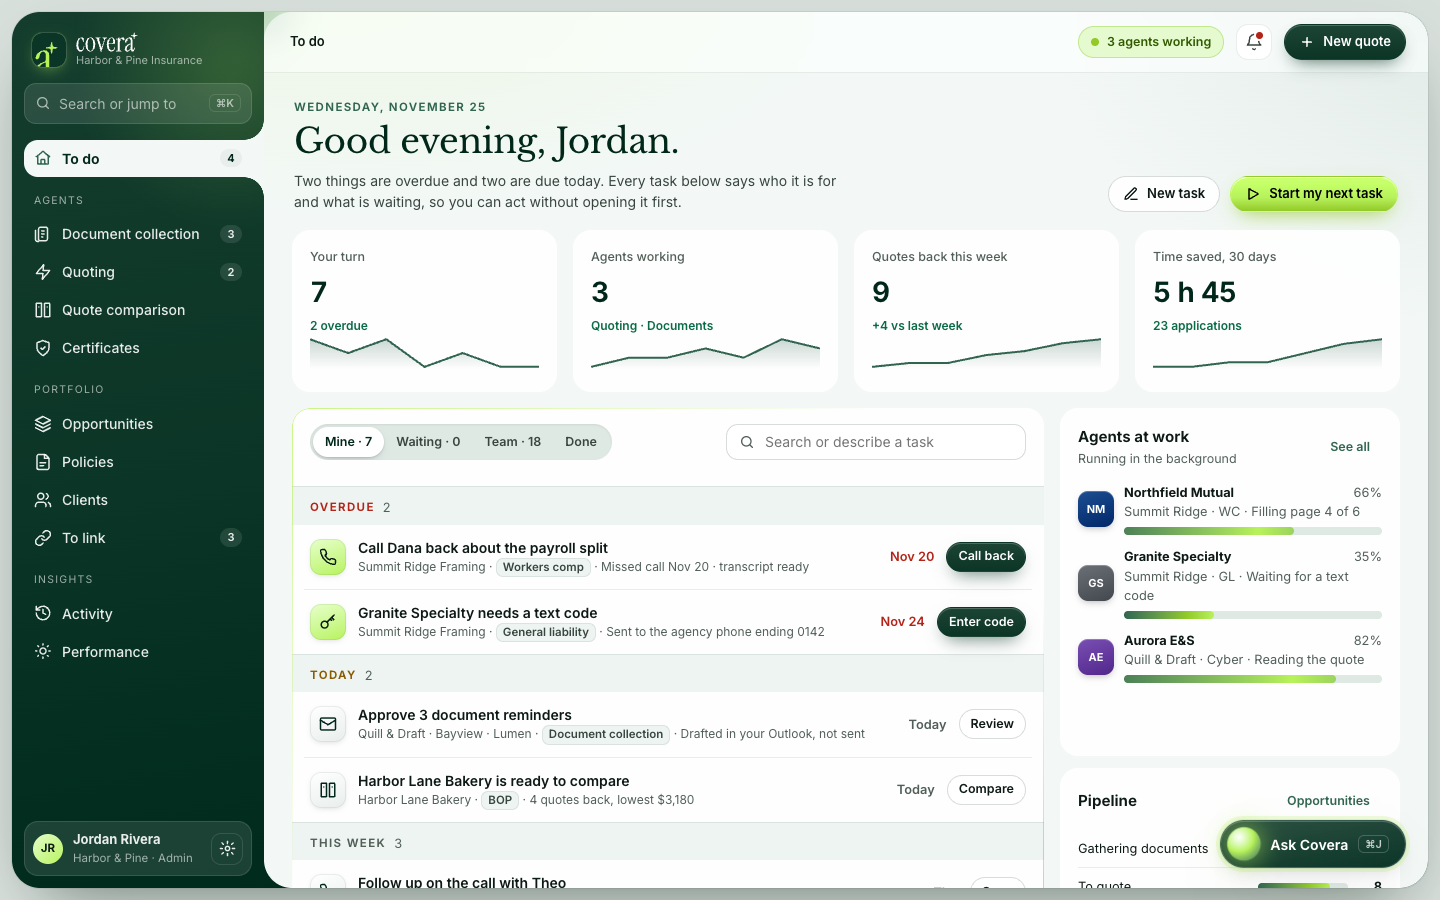 covera
Harbor & Pine Insurance
Search or jump to ⌘K
To do 4
AGENTS
Document collection 3
Quoting 2
Quote comparison
Certificates
PORTFOLIO
Opportunities
Policies
Clients
To link 3
INSIGHTS
Activity
Performance
JR
Jordan Rivera
Harbor & Pine · Admin
To do
3 agents working
New quote
WEDNESDAY, NOVEMBER 25
Good evening, Jordan.
Two things are overdue and two are due today. Every task below says who it is for
and what is waiting, so you can act without opening it first.
New task
Start my next task
Your turn
7
2 overdue
Agents working
3
Quoting · Documents
Quotes back this week
9
+4 vs last week
Time saved, 30 days
5 h 45
23 applications
Mine · 7 Waiting · 0 Team · 18 Done
Search or describe a task
OVERDUE 2
Call Dana back about the payroll split
Summit Ridge Framing · Workers comp · Missed call Nov 20 · transcript ready
Nov 20 Call back
Granite Specialty needs a text code
Summit Ridge Framing · General liability · Sent to the agency phone ending 0142
Nov 24 Enter code
TODAY 2
Approve 3 document reminders
Quill & Draft · Bayview · Lumen · Document collection · Drafted in your Outlook, not sent
Today Review
Harbor Lane Bakery is ready to compare
Harbor Lane Bakery · BOP · 4 quotes back, lowest $3,180
Today Compare
THIS WEEK 3
Follow up on the call with Theo
Agents at work
Running in the background
See all
NM
Northfield Mutual 66%
Summit Ridge · WC · Filling page 4 of 6
GS
Granite Specialty 35%
Summit Ridge · GL · Waiting for a text
code
AE
Aurora E&S 82%
Quill & Draft · Cyber · Reading the quote
Pipeline Opportunities
Gathering documents
Ask Covera ⌘J
To quote 8